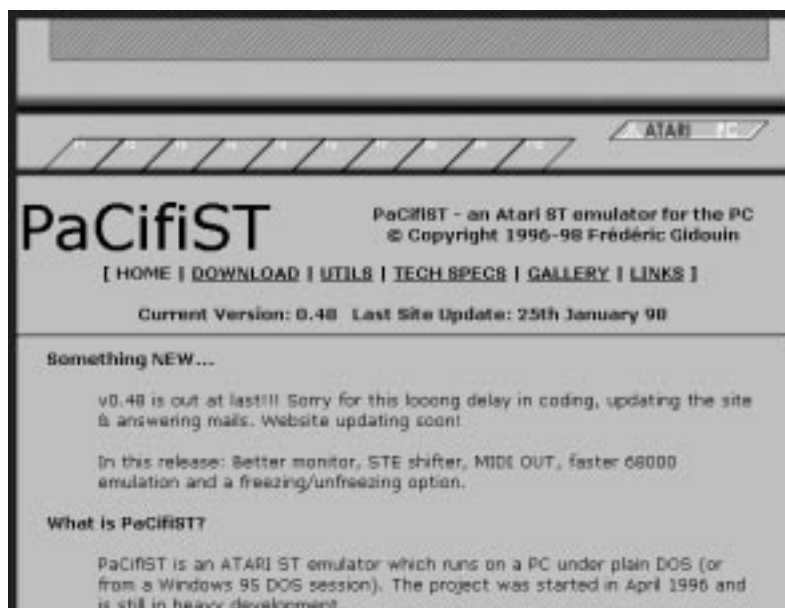 ATARI
PaCifiST
PaCifiST - an Atari ST emulator for the PC
© Copyright 1996-98 Frédéric Gidouin
[ HOME | DOWNLOAD | UTILS | TECH SPECS | GALLERY | LINKS ]
Current Version: 0.48 Last Site Update: 25th January 98
Something NEW...
v0.48 is out at last!!! Sorry for this looong delay in coding, updating the site
& answering mails. Website updating soon!
In this release: Better monitor, STE shifter, MIDI OUT, faster 68000
emulation and a freezing/unfreezing option.
What is PaCifiST?
PaCifiST is an ATARI ST emulator which runs on a PC under plain DOS (or
from a Windows 95 DOS session). The project was started in April 1996 and
is still in heavy development